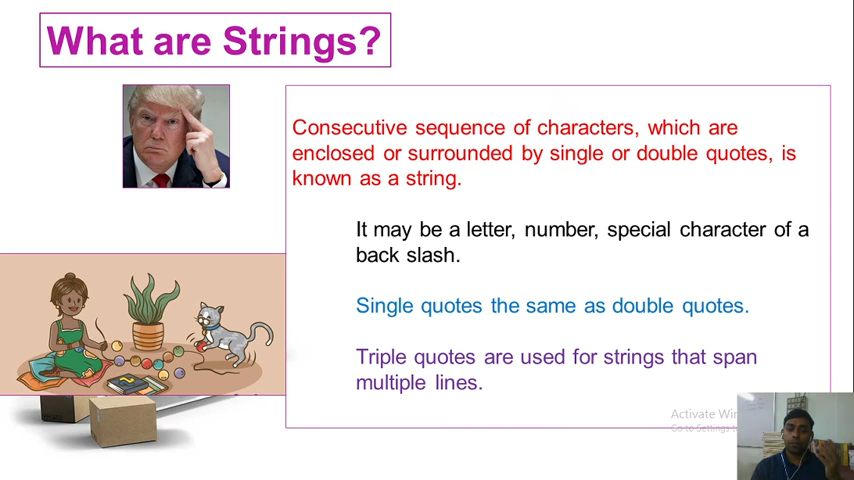 What are Strings?
Consecutive sequence of characters, which are
enclosed or surrounded by single or double quotes, is
known as a string.
It may be a letter, number, special character of a
back slash.
Single quotes the same as double quotes.
Triple quotes are used for strings that span
multiple lines.
Activate
Go to Settings